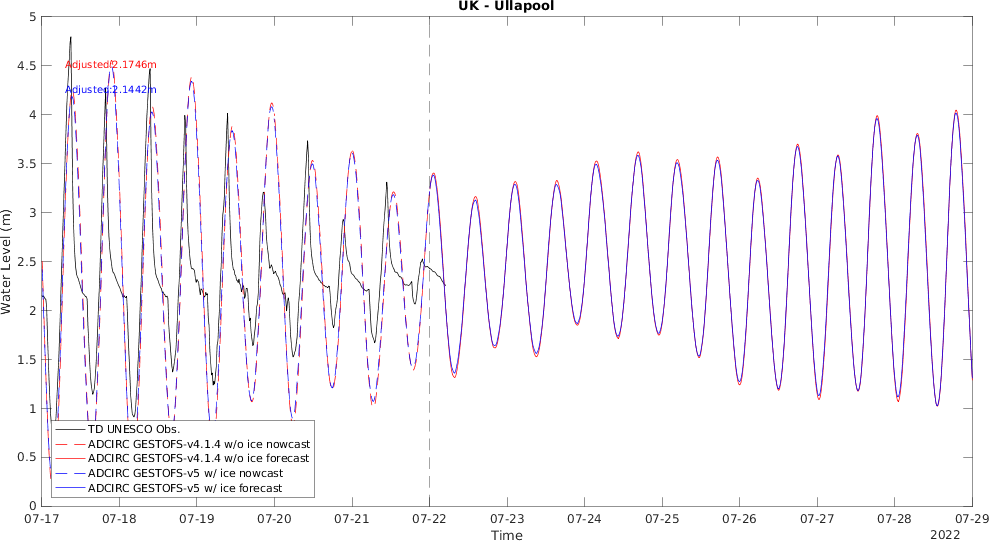 UK - Ullapool
Water Level (m)
5
4.5
4
3.5
3
2.5
2
1.5
1
0.5
0
Adjusted:2.1746m
Adjusted:2.1442m
TD UNESCO Obs.
ADCIRC GESTOFS-v4.1.4 w/o ice nowcast
ADCIRC GESTOFS-v4.1.4 w/o ice forecast
ADCIRC GESTOFS-v5 w/ ice nowcast
ADCIRC GESTOFS-v5 w/ ice forecast
07-17 07-18 07-19 07-20 07-21 07-22 07-23 07-24 07-25 07-26 07-27 07-28 07-29
Time
2022